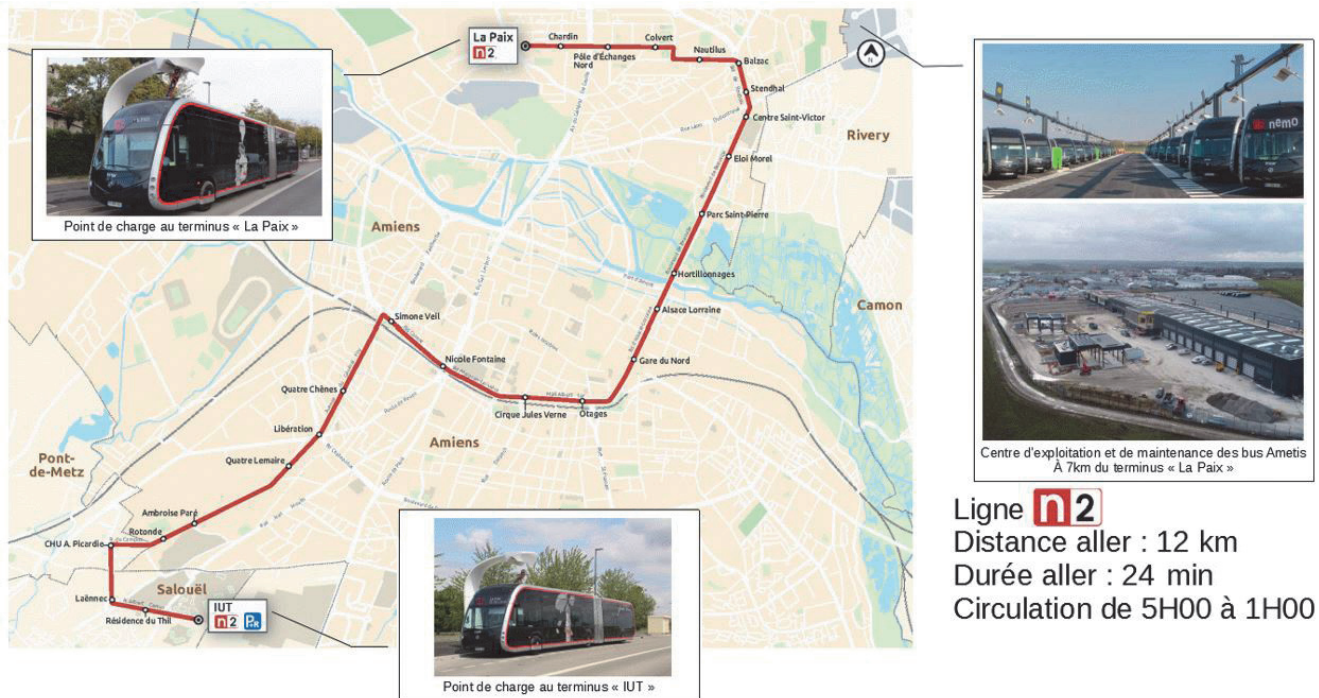 La Paix
n2
Chardin
Pôle d'Échanges
Nord
Colvert
Nautilus
Balzac
Stendhal
Centre Saint-Victor
N
Rivery
Eloi Morel
Parc Saint-Pierre
Amiens
Hortillonnages
Camon
Alsace Lorraine
Simone Veil
Gare du Nord
Nicole Fontaine
Quatre Chênes
Cirque Jules Verne
Otages
Libération
Amiens
Pont-
de-Metz
Quatre Lemaire
Ambroise Paré
Rotonde
CHU A. Picardie
Salouël
Laënnec
Résidence du Thil
IUT
n2 P+R
Point de charge au terminus « La Paix »
Point de charge au terminus « IUT »
nemo
Centre d'exploitation et de maintenance des bus Ametis
À 7km du terminus « La Paix »
Ligne n2
Distance aller : 12 km
Durée aller : 24 min
Circulation de 5H00 à 1H00